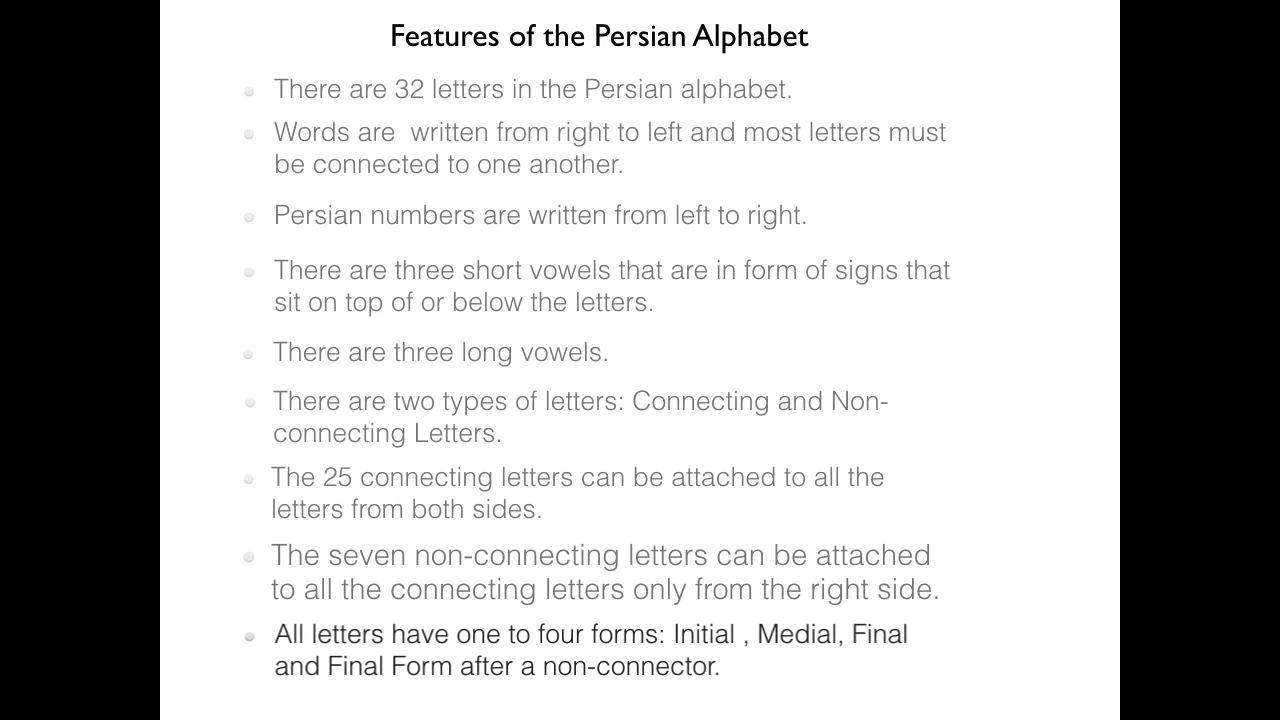 Features of the Persian Alphabet
There are 32 letters in the Persian alphabet.
Words are  written from right to left and most letters must
be connected to one another.
Persian numbers are written from left to right.
There are three short vowels that are in form of signs that
sit on top of or below the letters.
There are three long vowels.
There are two types of letters: Connecting and Non-
connecting Letters.
The 25 connecting letters can be attached to all the
letters from both sides.
The seven non-connecting letters can be attached
to all the connecting letters only from the right side.
All letters have one to four forms: Initial , Medial, Final
and Final Form after a non-connector.